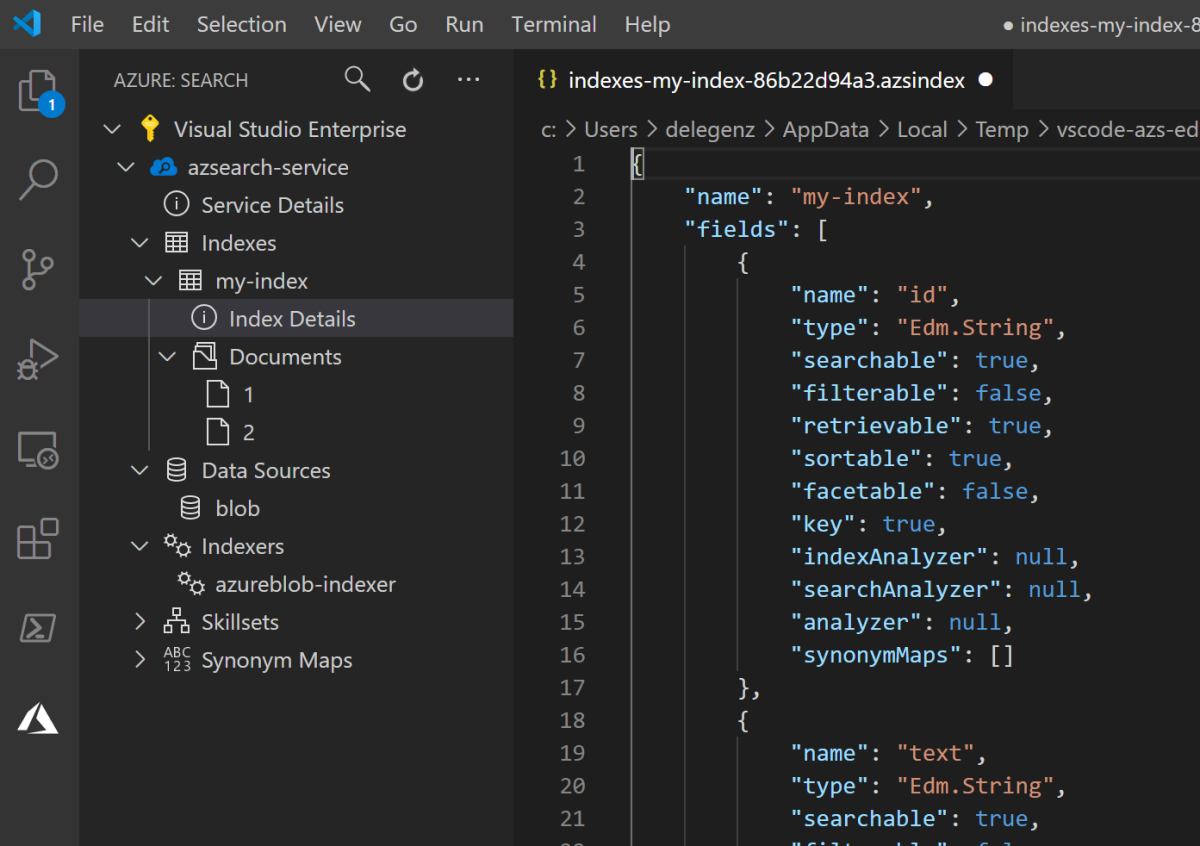 File Edit Selection View Go Run Terminal Help ● indexes-my-index-8
AZURE: SEARCH
1
Visual Studio Enterprise
azsearch-service
Service Details
Indexes
my-index
Index Details
Documents
1
2
Data Sources
blob
Indexers
azureblob-indexer
Skillsets
ABC
123
Synonym Maps
{} indexes-my-index-86b22d94a3.azsindex ●
c: > Users > delegenz > AppData > Local > Temp > vscode-azs-ed
1 {
2 "name": "my-index",
3 "fields": [
4 {
5 "name": "id",
6 "type": "Edm.String",
7 "searchable": true,
8 "filterable": false,
9 "retrievable": true,
10 "sortable": true,
11 "facetable": false,
12 "key": true,
13 "indexAnalyzer": null,
14 "searchAnalyzer": null,
15 "analyzer": null,
16 "synonymMaps": []
17 },
18 {
19 "name": "text",
20 "type": "Edm.String",
21 "searchable": true,